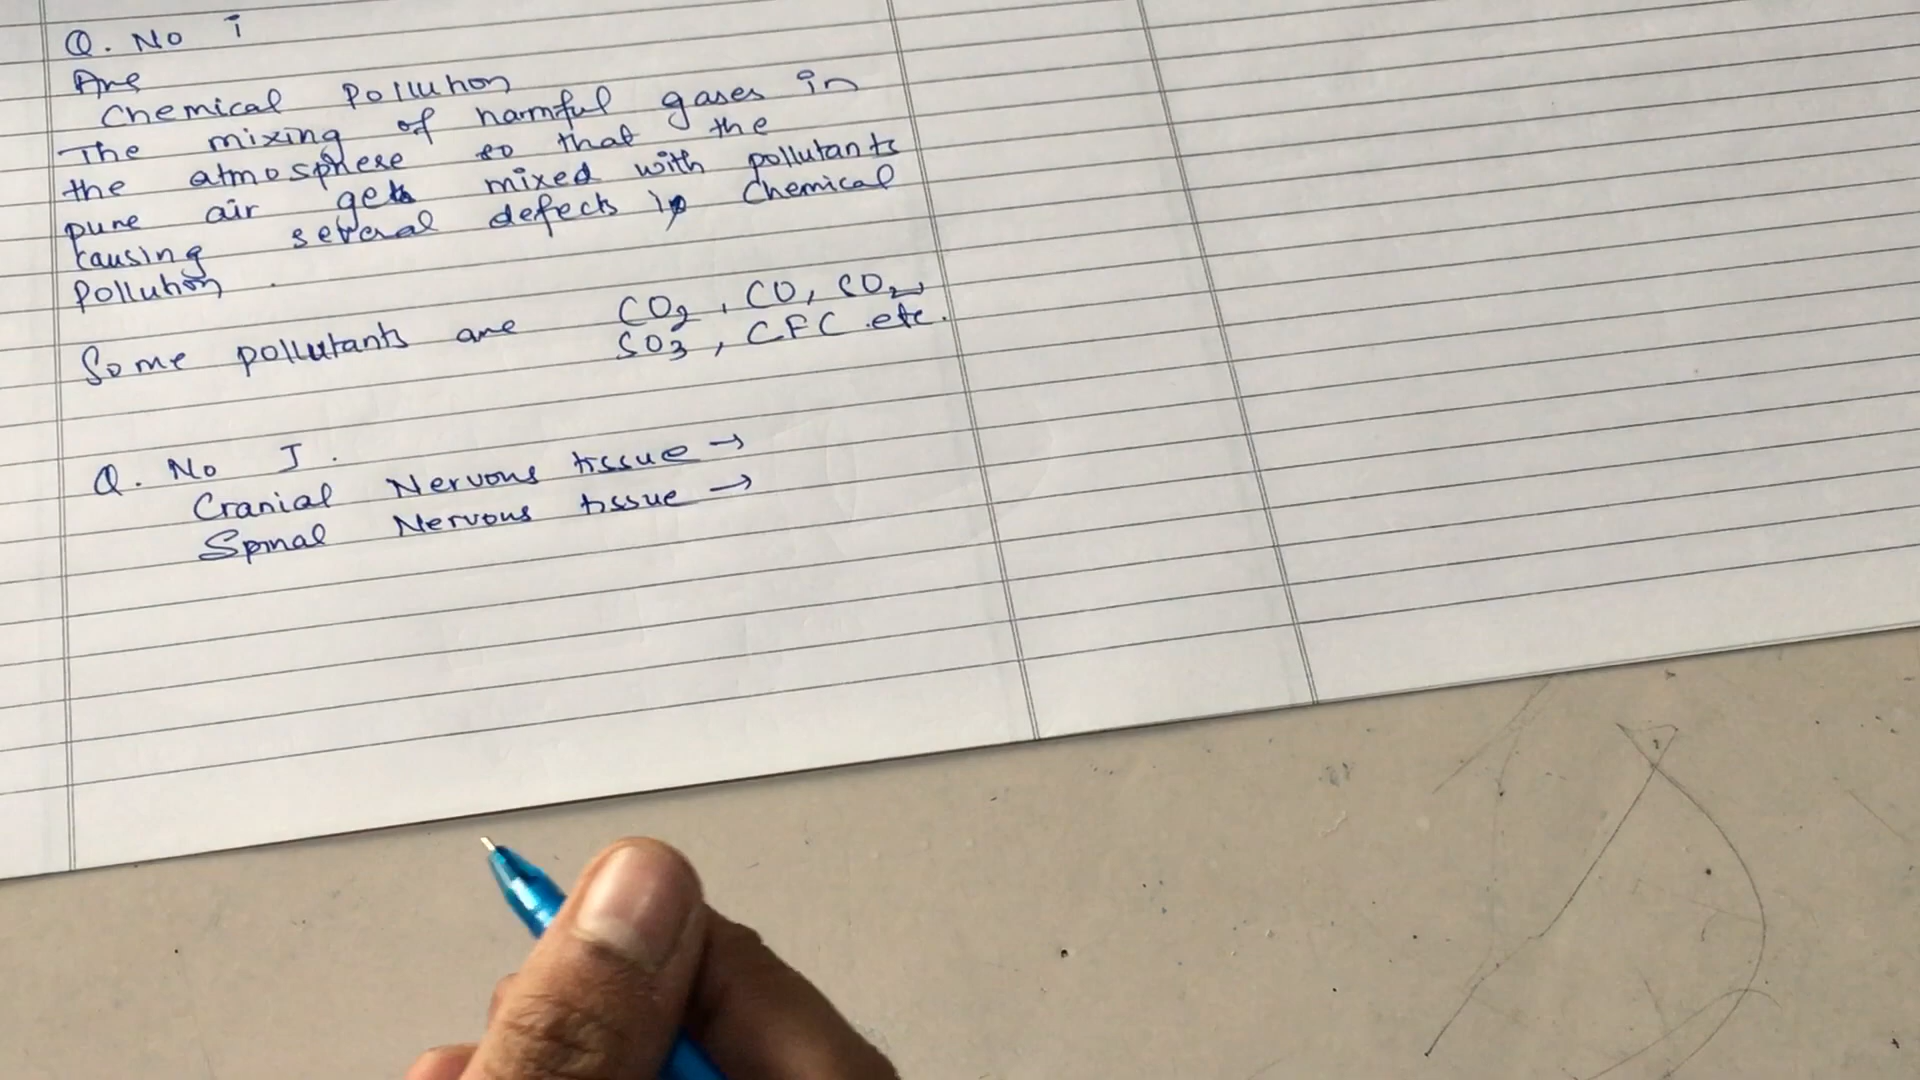 Q. No i
Ans
Chemical Pollution
The mixing of harmful gases in
the atmosphere so that the
pure air gets mixed with pollutants
causing several defects is Chemical
Pollution.
Some pollutants are CO2, CO, SO2,
SO3, CFC etc.
Q. No J.
Cranial Nervous tissue →
Spinal Nervous tissue →